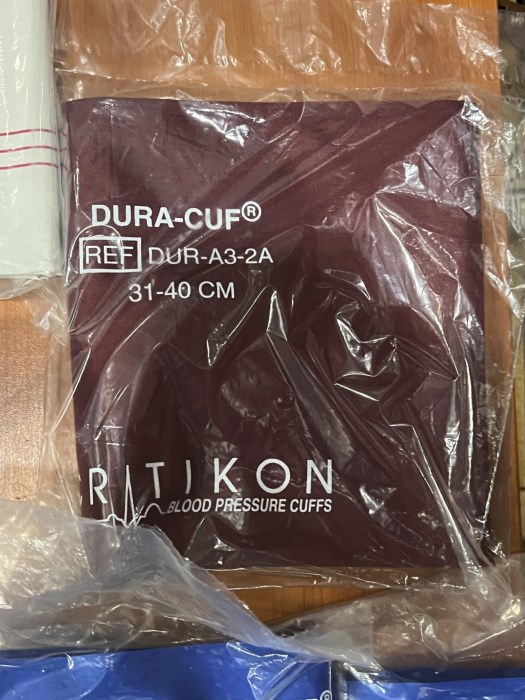 DURA-CUF®
REF DUR-A3-2A
31-40 CM
RITIKON
BLOOD PRESSURE CUFFS